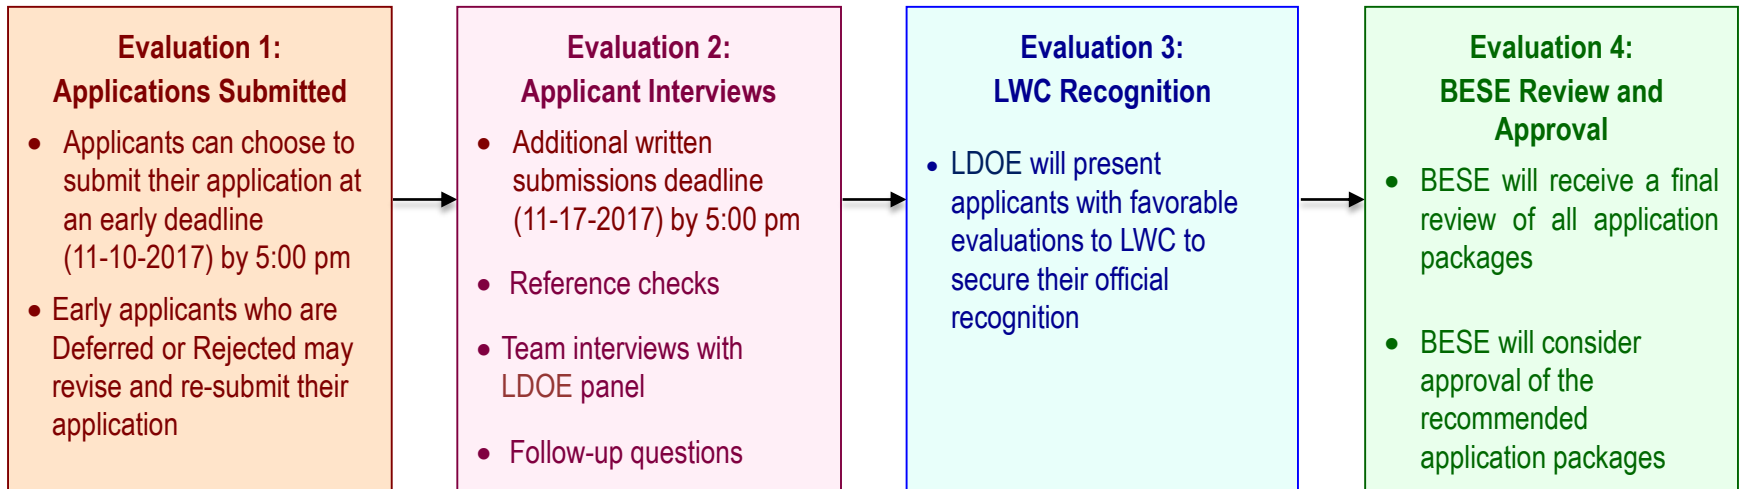 Evaluation 1:
Applications Submitted
• Applicants can choose to
submit their application at
an early deadline
(11-10-2017) by 5:00 pm
• Early applicants who are
Deferred or Rejected may
revise and re-submit their
application
Evaluation 2:
Applicant Interviews
• Additional written
submissions deadline
(11-17-2017) by 5:00 pm
• Reference checks
• Team interviews with
LDOE panel
• Follow-up questions
Evaluation 3:
LWC Recognition
• LDOE will present
applicants with favorable
evaluations to LWC to
secure their official
recognition
Evaluation 4:
BESE Review and
Approval
• BESE will receive a final
review of all application
packages
• BESE will consider
approval of the
recommended
application packages